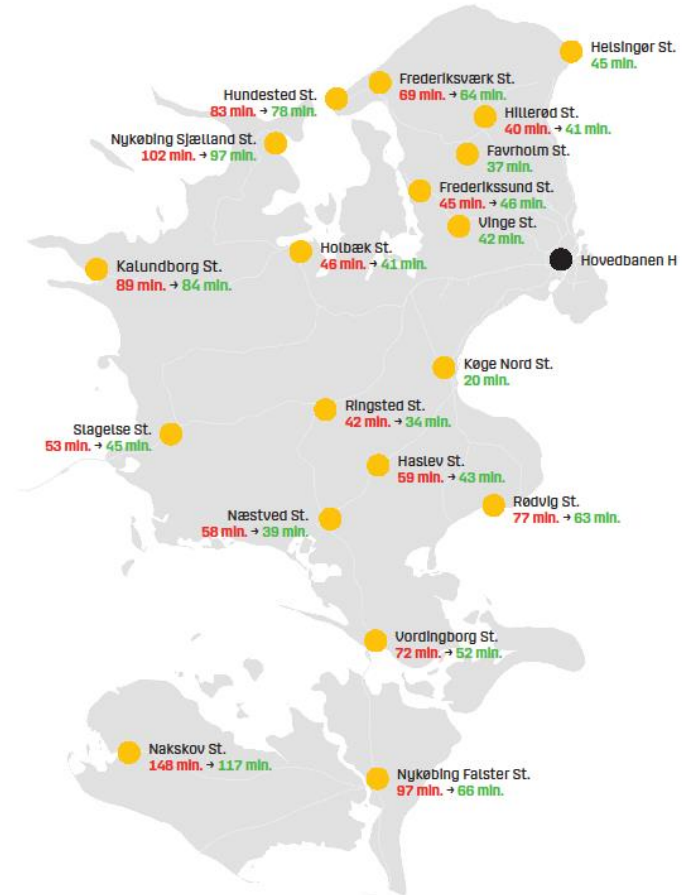 Helsingør St.
45 min.
Frederiksværk St.
69 min. → 64 min.
Hundested St.
83 min. → 78 min.
Hillerød St.
40 min. → 41 min.
Nykøbing Sjælland St.
102 min. → 97 min.
Favrholm St.
37 min.
Frederikssund St.
45 min. → 46 min.
Vinge St.
42 min.
Holbæk St.
46 min. → 41 min.
Hovedbanen H
Kalundborg St.
89 min. → 84 min.
Køge Nord St.
20 min.
Ringsted St.
42 min. → 34 min.
Slagelse St.
53 min. → 45 min.
Haslev St.
59 min. → 43 min.
Rødvig St.
77 min. → 63 min.
Næstved St.
58 min. → 39 min.
Vordingborg St.
72 min. → 52 min.
Nakskov St.
148 min. → 117 min.
Nykøbing Falster St.
97 min. → 66 min.